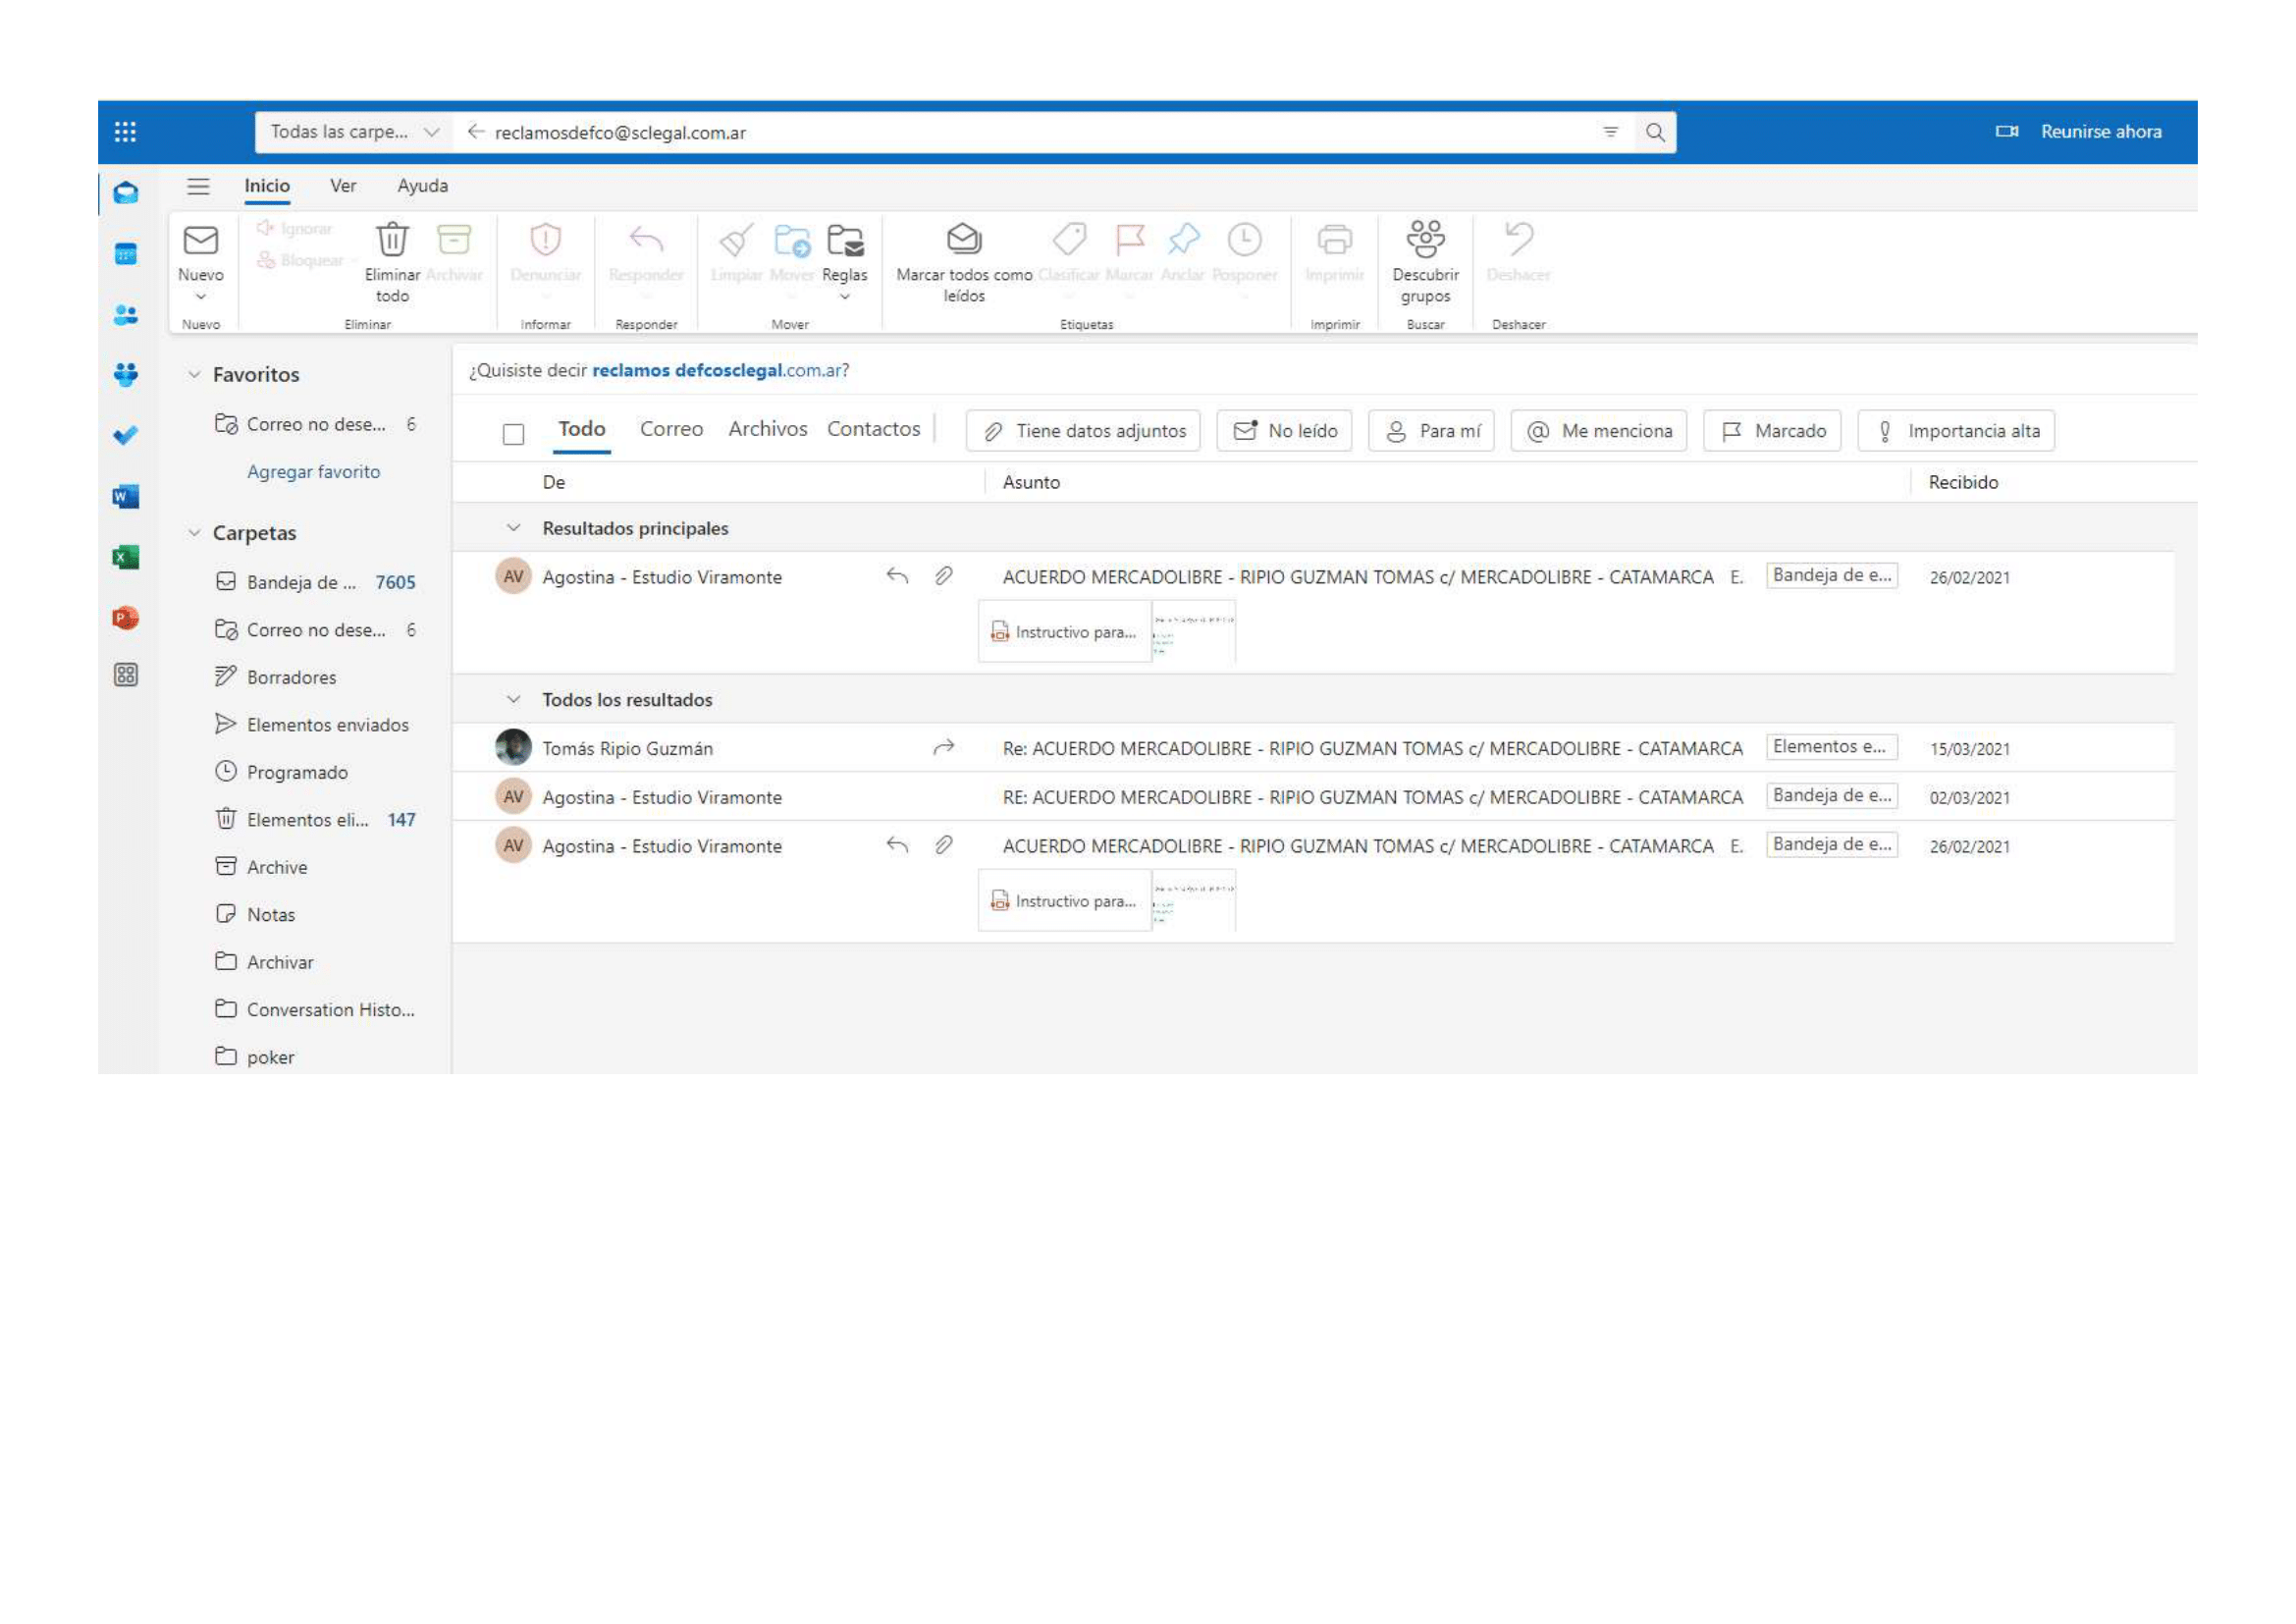 Todas las carpe... reclamosdefco@sclegal.com.ar Reunirse ahora
Inicio Ver Ayuda
Ignorar
Bloquear
Nuevo Eliminar todo Archivar Denunciar Responder Limpiar Mover Reglas Marcar todos como leídos Clasificar Marcar Anclar Posponer Imprimir Descubrir grupos Deshacer
Nuevo Eliminar Informar Responder Mover Etiquetas Imprimir Buscar Deshacer
Favoritos
Correo no dese... 6
Agregar favorito
Carpetas
Bandeja de ... 7605
Correo no dese... 6
Borradores
Elementos enviados
Programado
Elementos eli... 147
Archive
Notas
Archivar
Conversation Histo...
poker
¿Quisiste decir reclamos defcosclegal.com.ar?
Todo Correo Archivos Contactos Tiene datos adjuntos No leído Para mí @ Me menciona Marcado Importancia alta
De Asunto Recibido
Resultados principales
AV Agostina - Estudio Viramonte ACUERDO MERCADOLIBRE - RIPIO GUZMAN TOMAS c/ MERCADOLIBRE - CATAMARCA E. Bandeja de e... 26/02/2021
Instructivo para...
Todos los resultados
Tomás Ripio Guzmán Re: ACUERDO MERCADOLIBRE - RIPIO GUZMAN TOMAS c/ MERCADOLIBRE - CATAMARCA Elementos e... 15/03/2021
AV Agostina - Estudio Viramonte RE: ACUERDO MERCADOLIBRE - RIPIO GUZMAN TOMAS c/ MERCADOLIBRE - CATAMARCA Bandeja de e... 02/03/2021
AV Agostina - Estudio Viramonte ACUERDO MERCADOLIBRE - RIPIO GUZMAN TOMAS c/ MERCADOLIBRE - CATAMARCA E. Bandeja de e... 26/02/2021
Instructivo para...